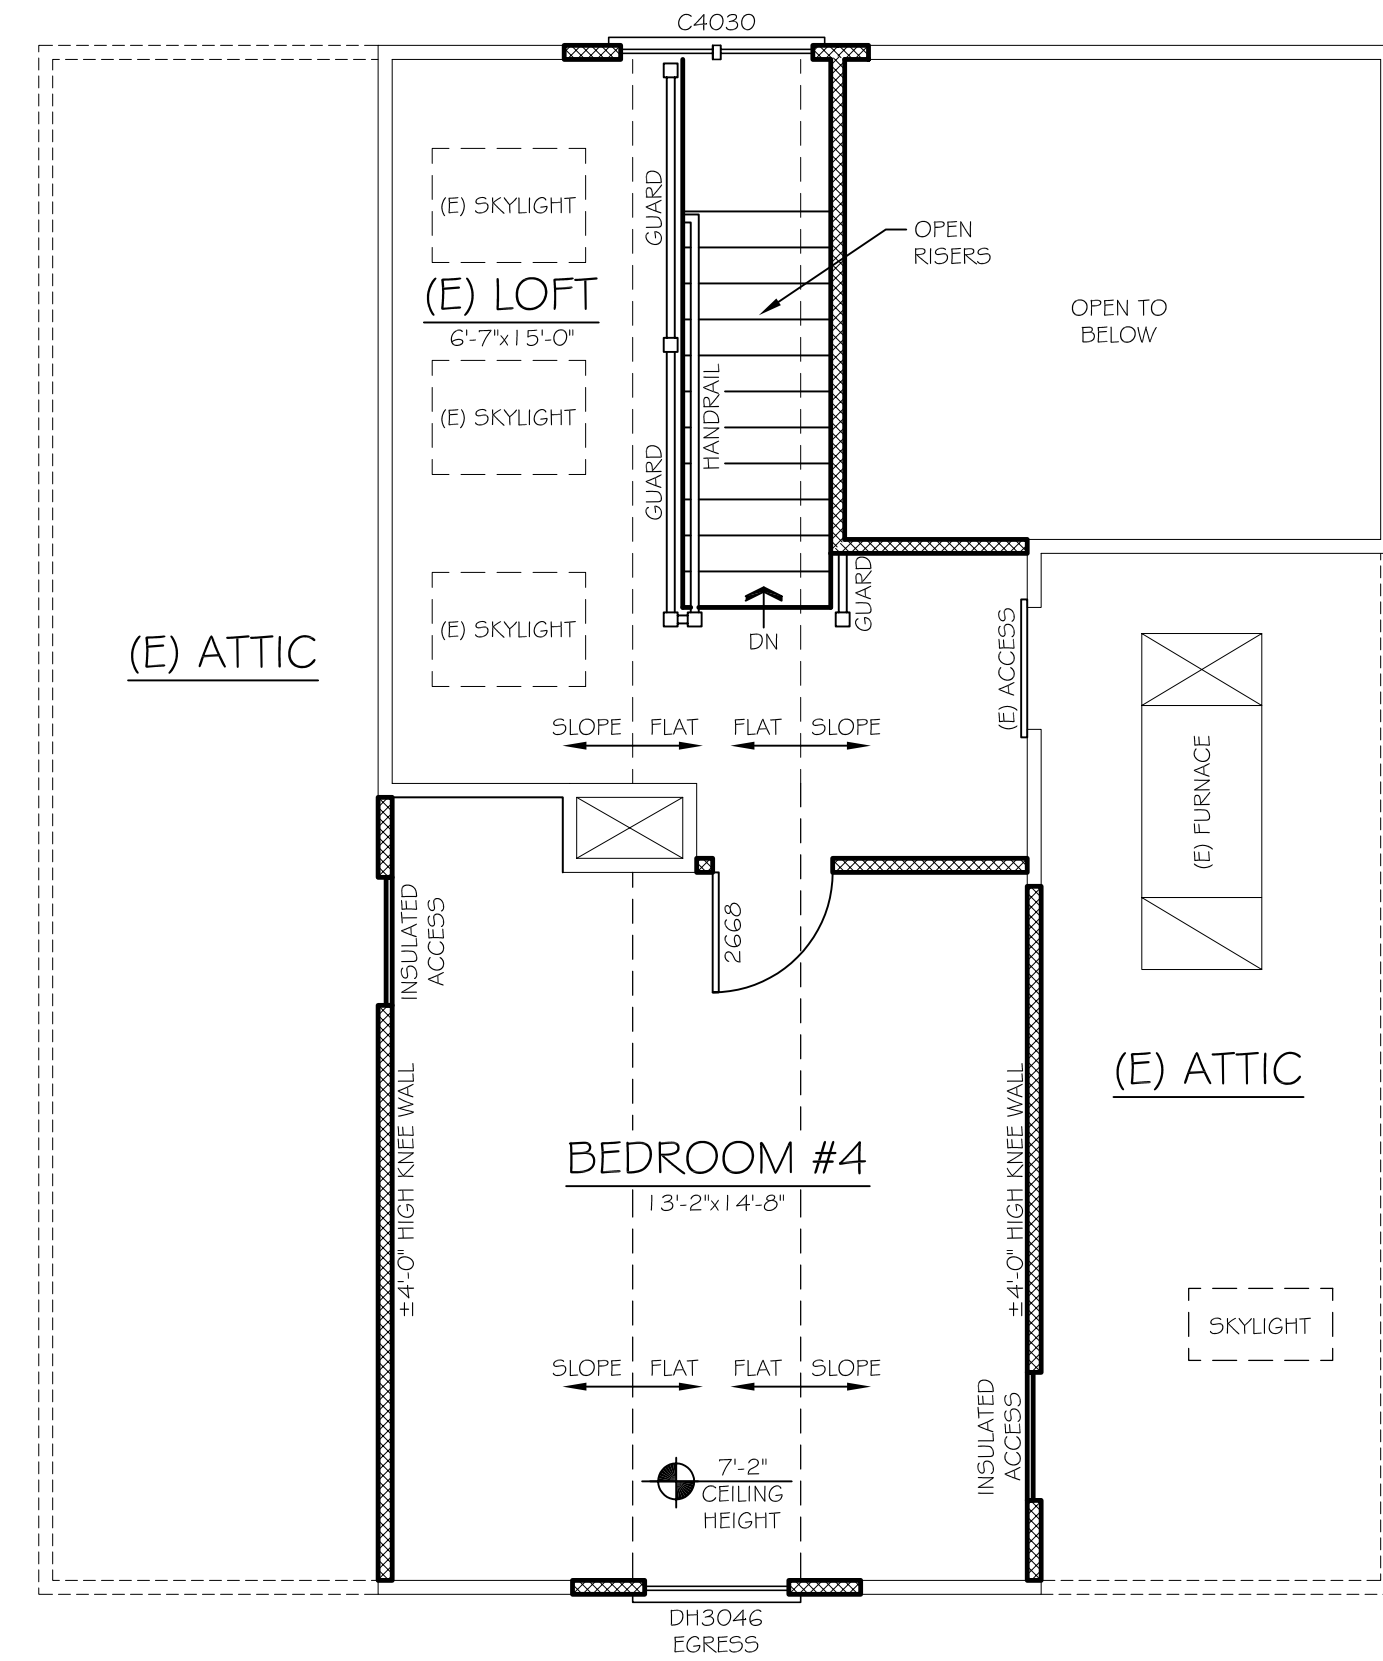 C4030
(E) SKYLIGHT
GUARD
OPEN
RISERS
(E) LOFT
6'-7"x15'-0"
OPEN TO
BELOW
(E) SKYLIGHT
HANDRAIL
GUARD
(E) SKYLIGHT
GUARD
DN
(E) ATTIC
(E) ACCESS
SLOPE FLAT FLAT SLOPE
(E) FURNACE
INSULATED
ACCESS
2668
(E) ATTIC
±4'-0" HIGH KNEE WALL
BEDROOM #4
13'-2"x14'-8"
±4'-0" HIGH KNEE WALL
SKYLIGHT
SLOPE FLAT FLAT SLOPE
INSULATED
ACCESS
7'-2"
CEILING
HEIGHT
DH3046
EGRESS